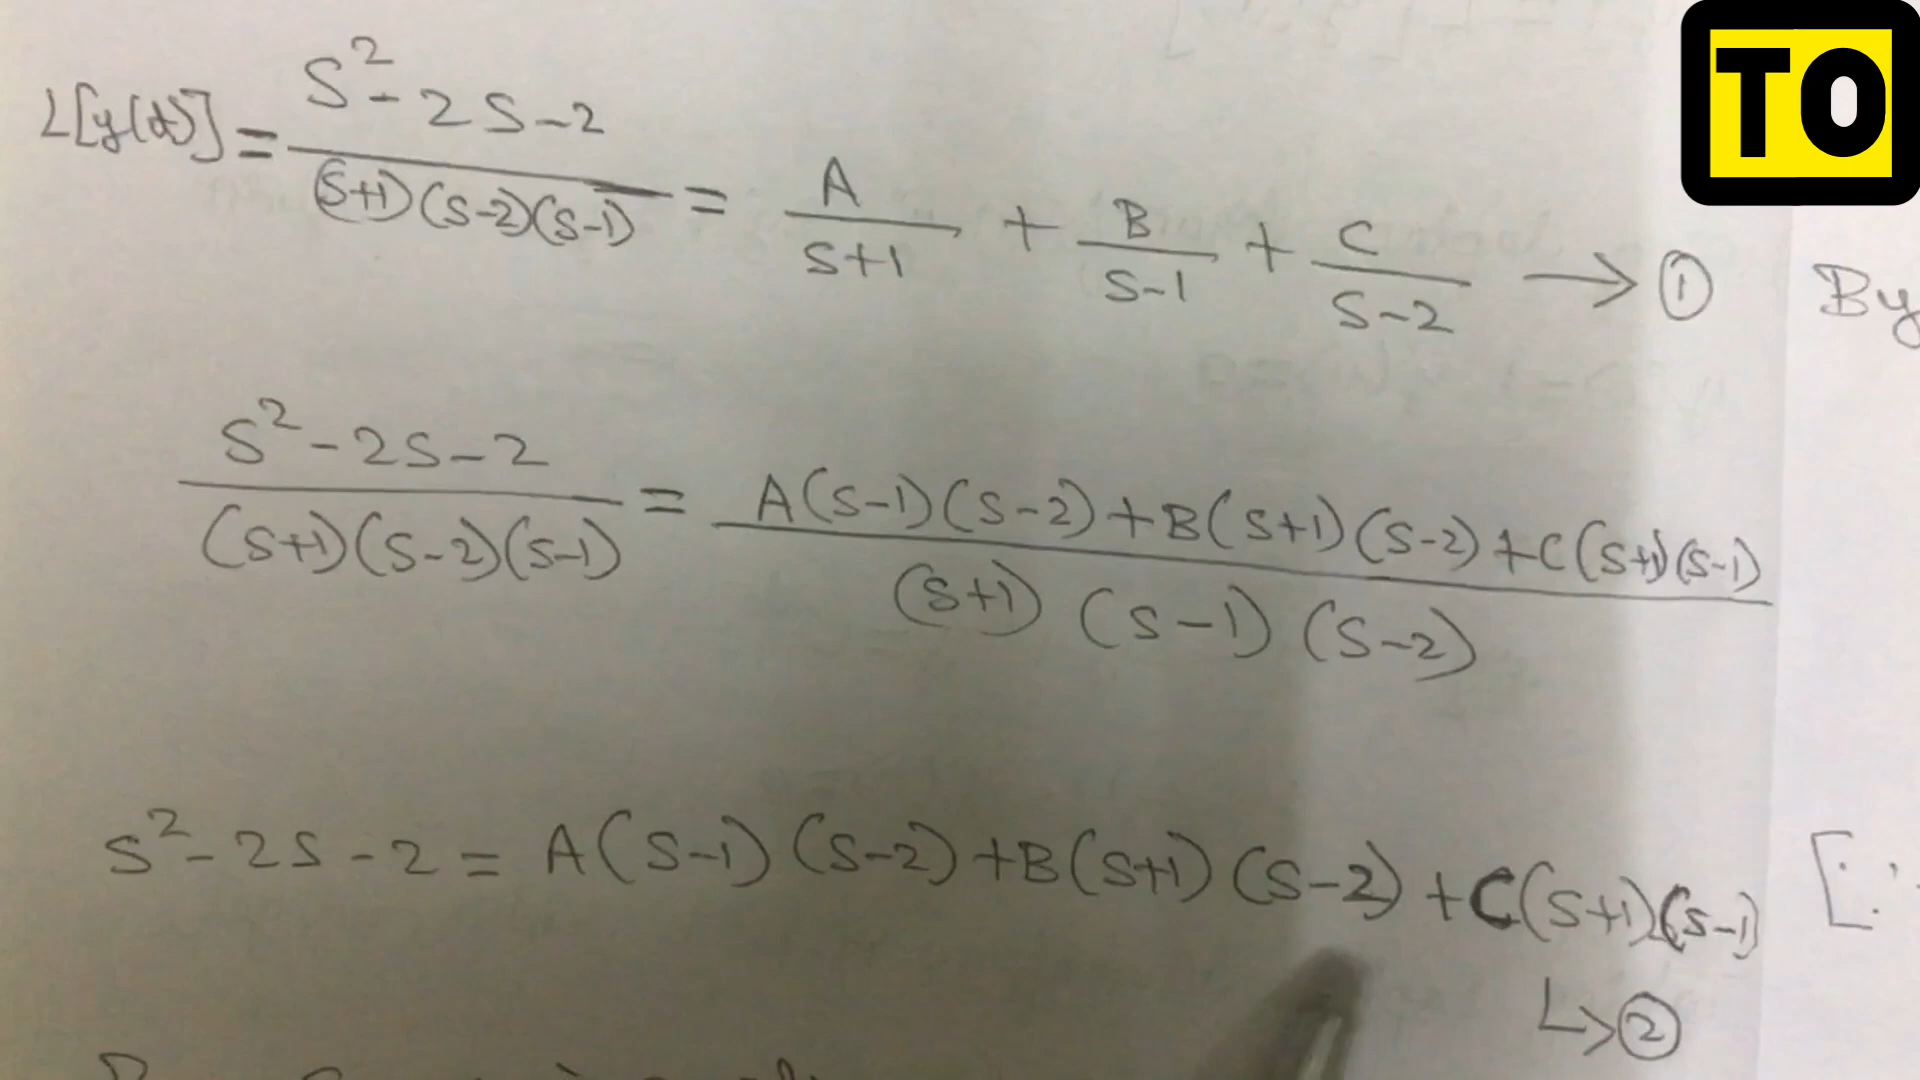 TO
L[y(t)] = S²-2S-2 / (S+1)(S-2)(S-1) = A / S+1 + B / S-1 + C / S-2 → ① By
S²-2S-2 / (S+1)(S-2)(S-1) = A(S-1)(S-2)+B(S+1)(S-2)+C(S+1)(S-1) / (S+1)(S-1)(S-2)
S²-2S-2 = A(S-1)(S-2)+B(S+1)(S-2)+C(S+1)(S-1) [∵
↳②